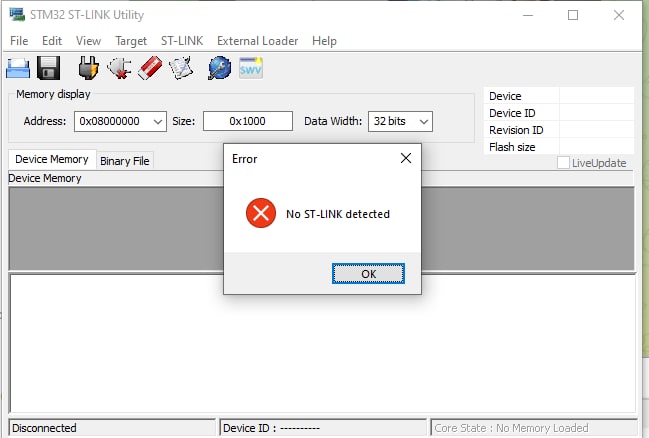 STM32 ST-LINK Utility
File Edit View Target ST-LINK External Loader Help
SWV
Memory display
Address: 0x08000000 Size: 0x1000 Data Width: 32 bits
Device
Device ID
Revision ID
Flash size
LiveUpdate
Device Memory Binary File
Device Memory
Error
No ST-LINK detected
OK
Disconnected Device ID : ---------- Core State : No Memory Loaded